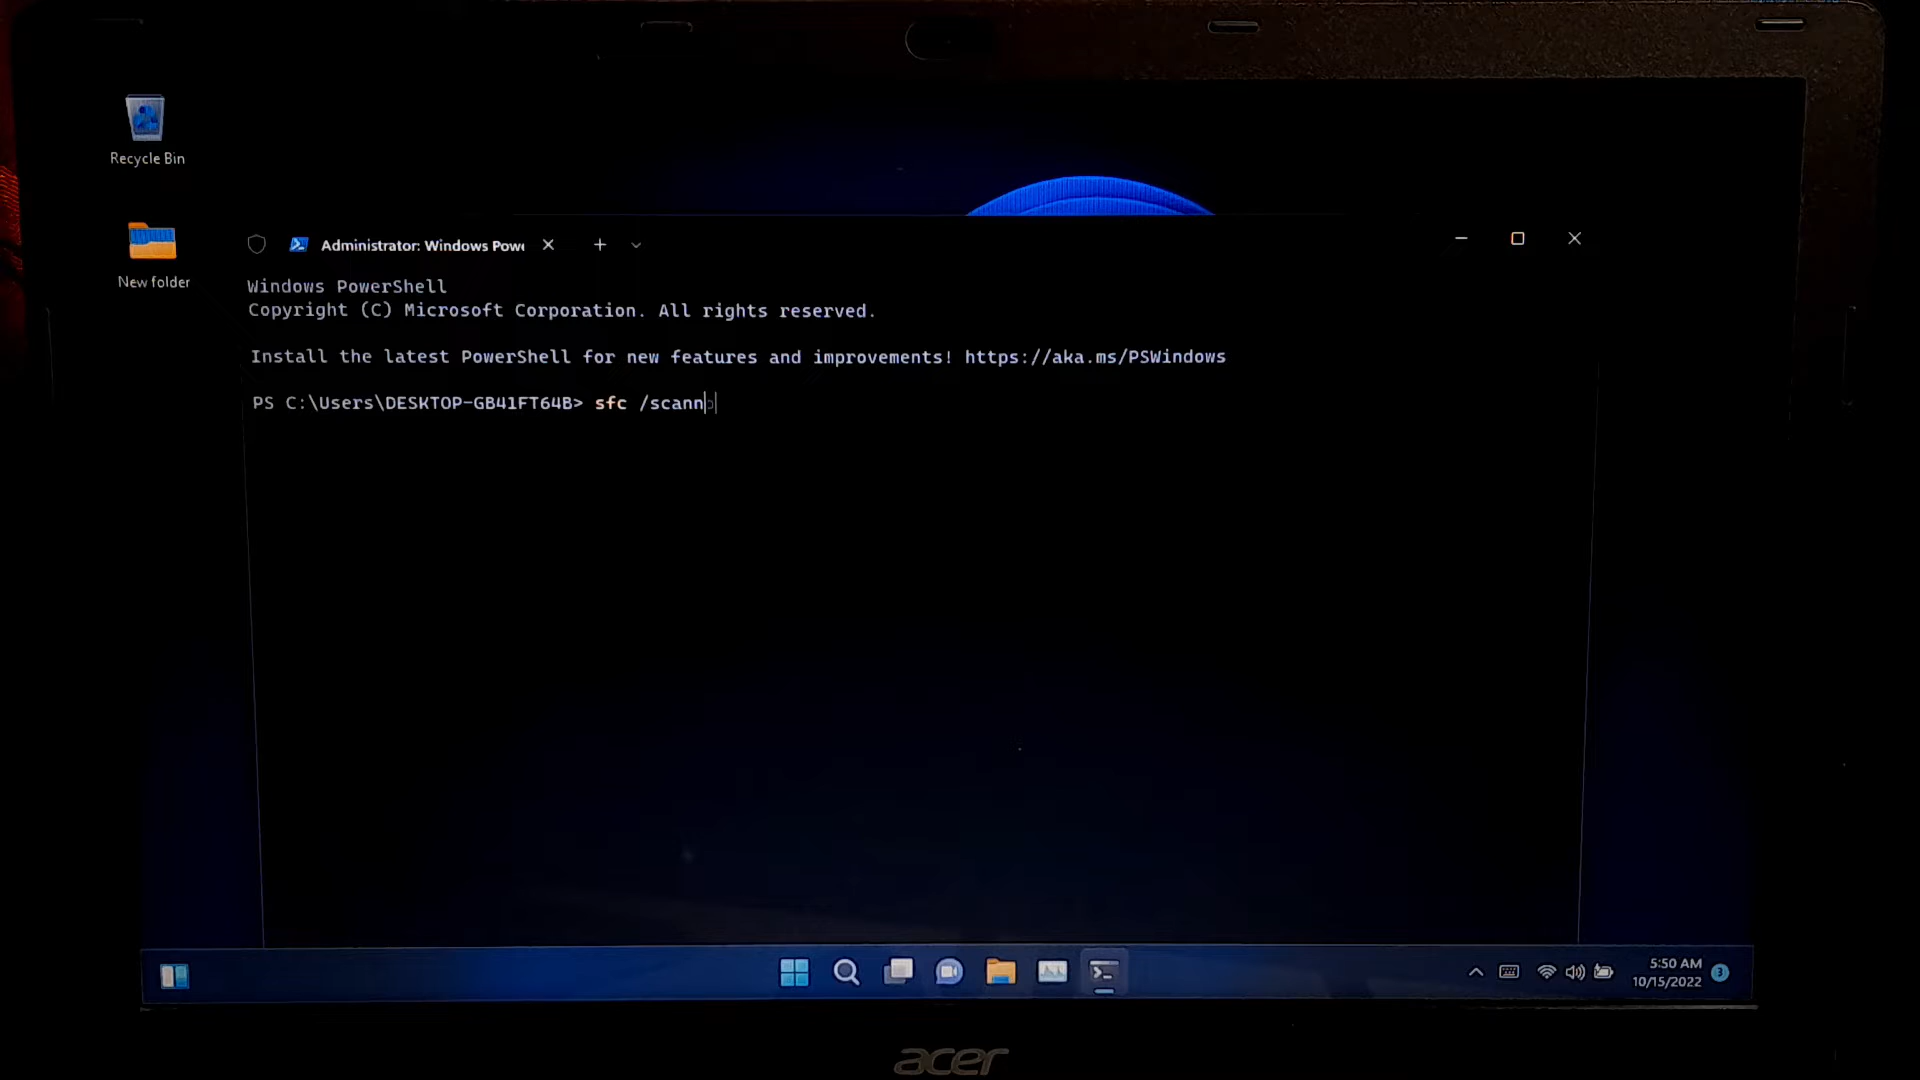 Recycle Bin
New folder
Administrator: Windows Powe
Windows PowerShell
Copyright (C) Microsoft Corporation. All rights reserved.
Install the latest PowerShell for new features and improvements! https://aka.ms/PSWindows
PS C:\Users\DESKTOP-GB41FT64B> sfc /scann
5:50 AM
10/15/2022
3
acer